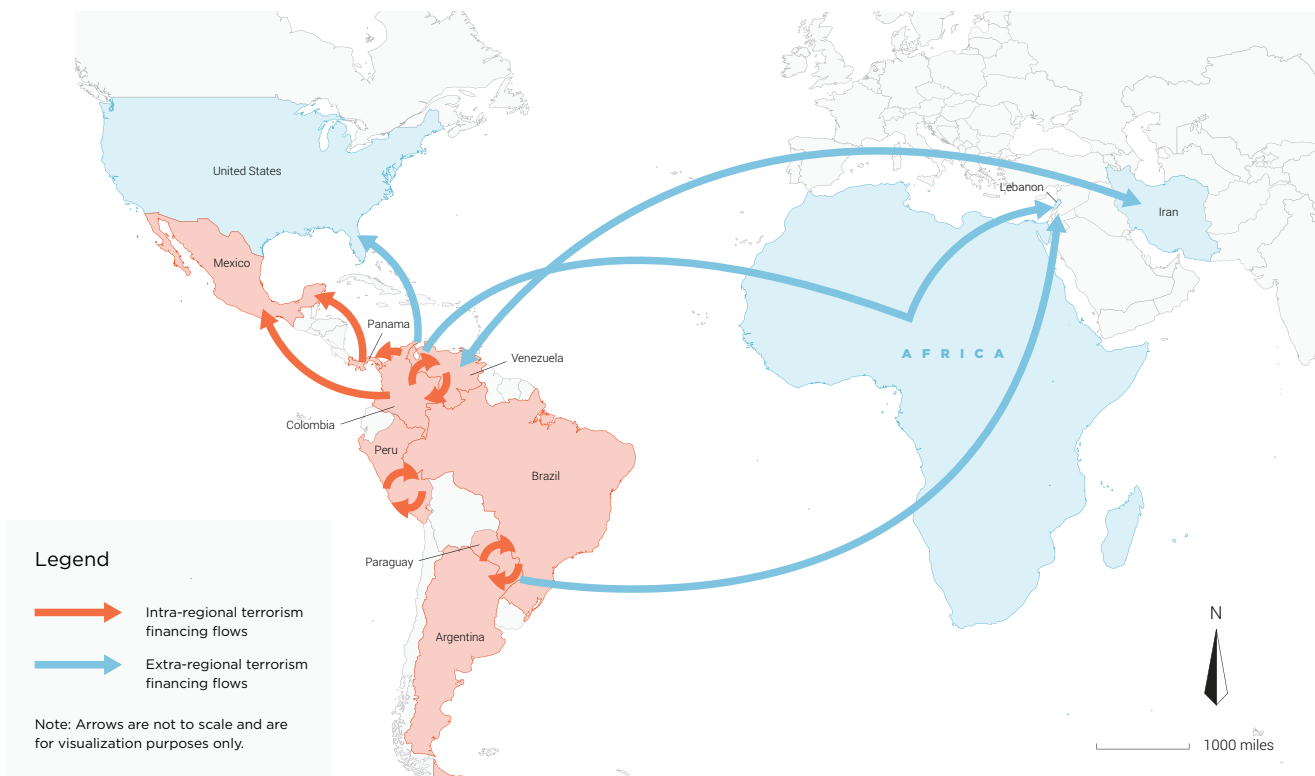 United States
Lebanon
Iran
Mexico
Panama
AFRICA
Venezuela
Colombia
Peru
Brazil
Paraguay
Argentina
Legend
Intra-regional terrorism
financing flows
Extra-regional terrorism
financing flows
Note: Arrows are not to scale and are
for visualization purposes only.
N
1000 miles